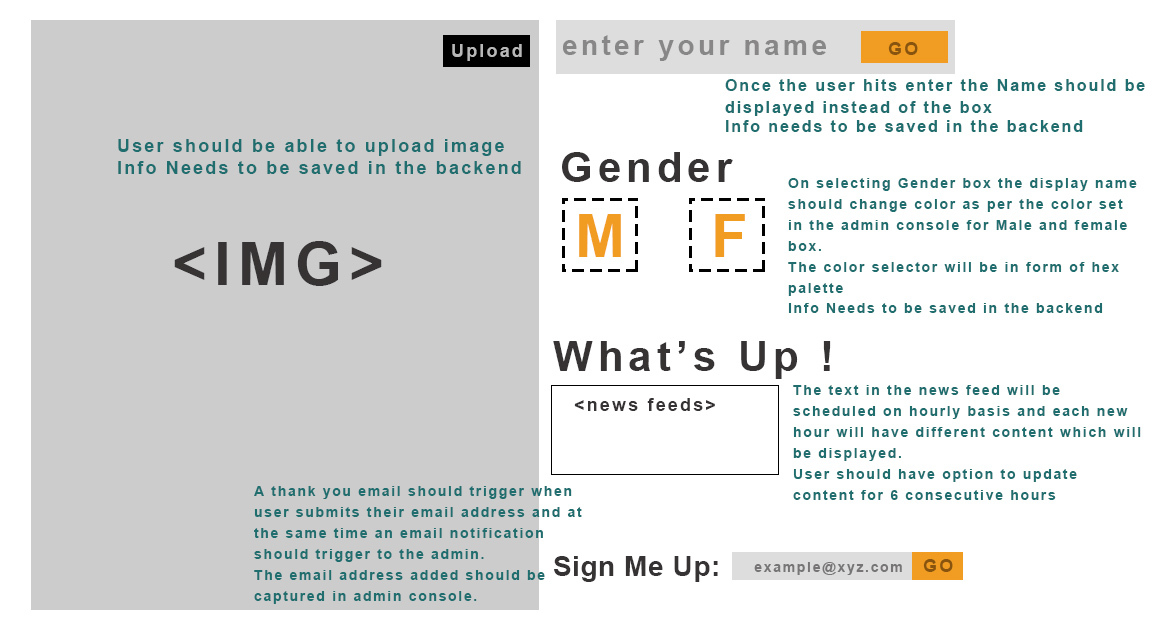 Upload
User should be able to upload image
Info Needs to be saved in the backend
<IMG>
A thank you email should trigger when
user submits their email address and at
the same time an email notification
should trigger to the admin.
The email address added should be
captured in admin console.
enter your name
GO
Once the user hits enter the Name should be
displayed instead of the box
Info needs to be saved in the backend
Gender
M F
On selecting Gender box the display name
should change color as per the color set
in the admin console for Male and female
box.
The color selector will be in form of hex
palette
Info Needs to be saved in the backend
What’s Up !
<news feeds>
The text in the news feed will be
scheduled on hourly basis and each new
hour will have different content which will
be displayed.
User should have option to update
content for 6 consecutive hours
Sign Me Up: example@xyz.com GO